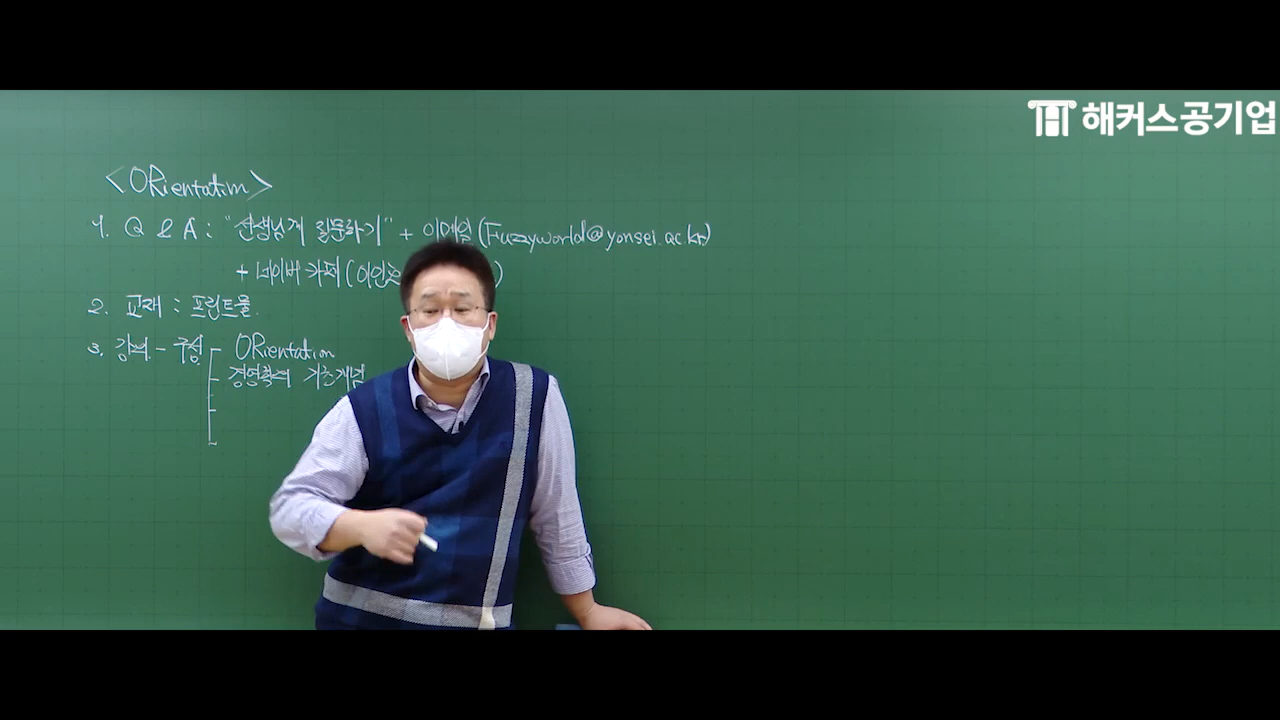 해커스공기업
<ORientation>
1. Q & A : "선생님께 질문하기" + 이메일 (Fuzzyworld@yonsei.ac.kr)
+ 네이버 카페 ( )
2. 교재 : 프린트물.
3. 강의 - 구성 ORientation
경영학의 기초개념